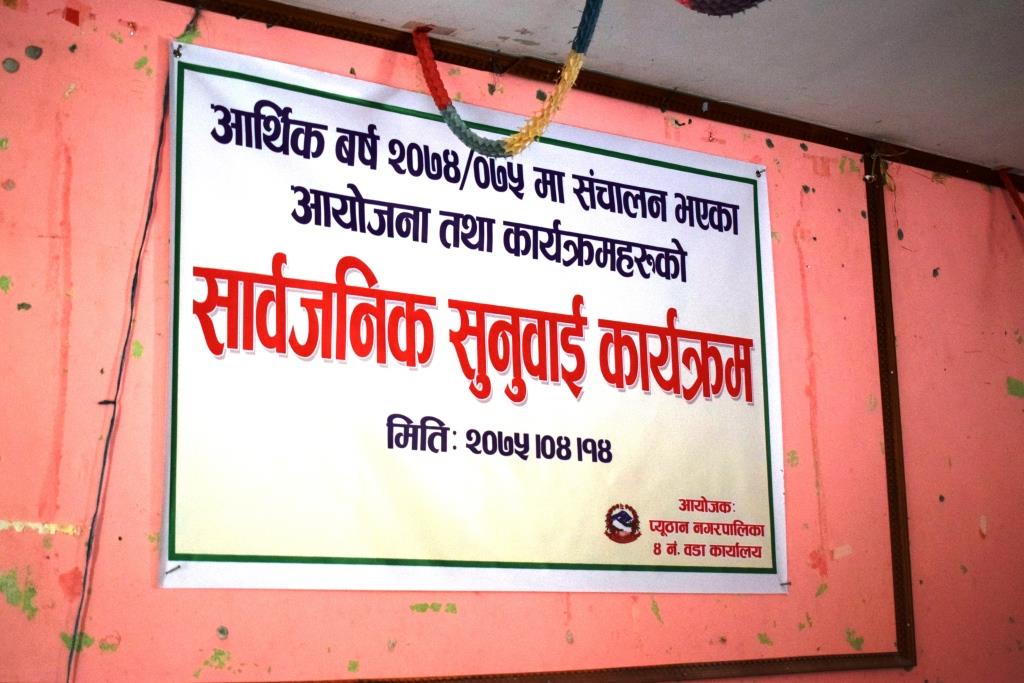 आर्थिक बर्ष २०७४/०७५ मा संचालन भएका
आयोजना तथा कार्यक्रमहरुको
सार्वजनिक सुनुवाई कार्यक्रम
मिति: २०७५।०४।१४
आयोजक:
प्यूठान नगरपालिका
४ नं. वडा कार्यालय